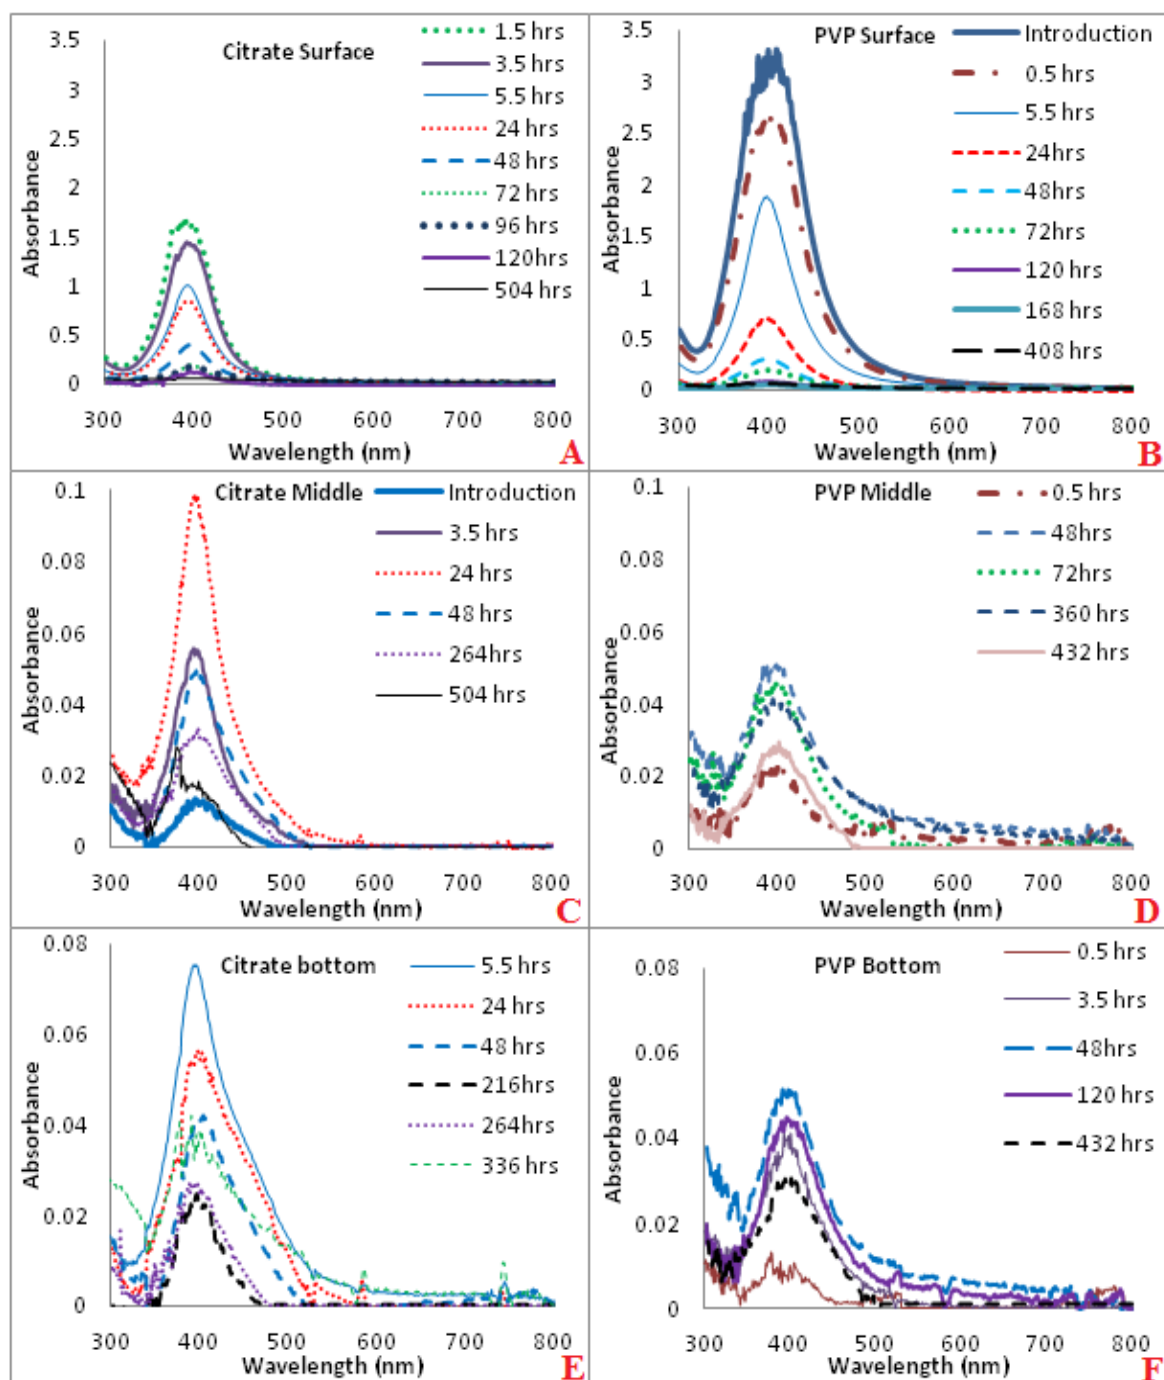 Citrate Surface
1.5 hrs
3.5 hrs
5.5 hrs
24 hrs
48 hrs
72 hrs
96 hrs
120hrs
504 hrs
3.5
3
2.5
2
1.5
1
0.5
0
Absorbance
300 400 500 600 700 800
Wavelength (nm)
A
PVP Surface
Introduction
0.5 hrs
5.5 hrs
24hrs
48hrs
72hrs
120 hrs
168 hrs
408 hrs
3.5
3
2.5
2
1.5
1
0.5
0
Absorbance
300 400 500 600 700 800
Wavelength (nm)
B
Citrate Middle
Introduction
3.5 hrs
24 hrs
48 hrs
264hrs
504 hrs
0.1
0.08
0.06
0.04
0.02
0
Absorbance
300 400 500 600 700 800
Wavelength (nm)
C
PVP Middle
0.5 hrs
48hrs
72hrs
360 hrs
432 hrs
0.1
0.08
0.06
0.04
0.02
0
Absorbance
300 400 500 600 700 800
Wavelength (nm)
D
Citrate bottom
5.5 hrs
24 hrs
48 hrs
216hrs
264hrs
336 hrs
0.08
0.06
0.04
0.02
0
Absorbance
300 400 500 600 700 800
Wavelength (nm)
E
PVP Bottom
0.5 hrs
3.5 hrs
48hrs
120 hrs
432 hrs
0.08
0.06
0.04
0.02
0
Absorbance
300 400 500 600 700 800
Wavelength (nm)
F